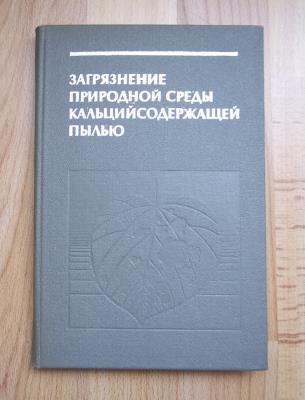 ЗАГРЯЗНЕНИЕ
ПРИРОДНОЙ СРЕДЫ
КАЛЬЦИЙСОДЕРЖАЩЕЙ
ПЫЛЬЮ